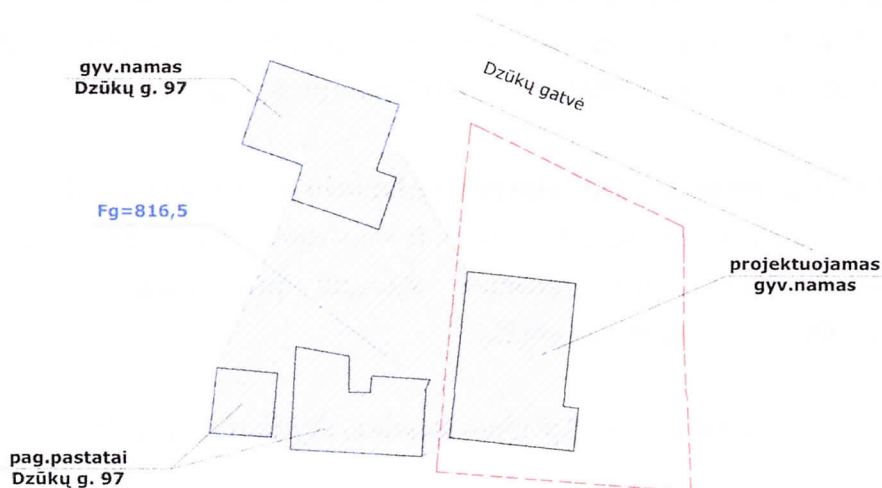 gyv.namas
Dzūkų g. 97
Dzūkų gatvė
Fg=816,5
projektuojamas
gyv.namas
pag.pastatai
Dzūkų g. 97